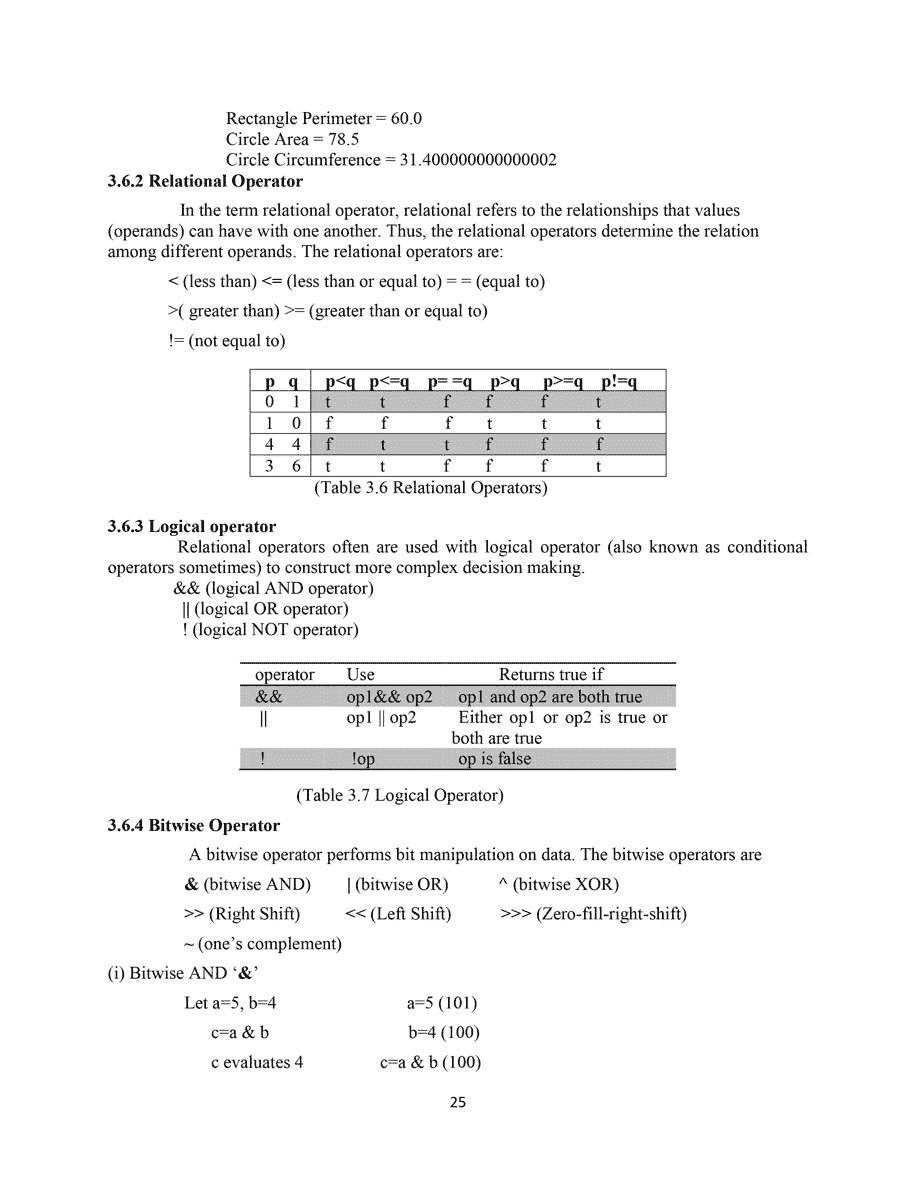 Rectangle Perimeter = 60.0
Circle Area = 78.5
Circle Circumference = 31.400000000000002
3.6.2 Relational Operator
In the term relational operator, relational refers to the relationships that values
(operands) can have with one another. Thus, the relational operators determine the relation
among different operands. The relational operators are:
< (less than) <= (less than or equal to) = = (equal to)
>( greater than) >= (greater than or equal to)
!= (not equal to)
p q p<q p<=q p= =q p>q p>=q p!=q
0 1 t t f f f t
1 0 f f f t t t
4 4 f t t f f f
3 6 t t f f f t
(Table 3.6 Relational Operators)
3.6.3 Logical operator
Relational operators often are used with logical operator (also known as conditional
operators sometimes) to construct more complex decision making.
&& (logical AND operator)
|| (logical OR operator)
! (logical NOT operator)
operator Use Returns true if
&& op1&& op2 op1 and op2 are both true
|| op1 || op2 Either op1 or op2 is true or
both are true
! !op op is false
(Table 3.7 Logical Operator)
3.6.4 Bitwise Operator
A bitwise operator performs bit manipulation on data. The bitwise operators are
& (bitwise AND) | (bitwise OR) ^ (bitwise XOR)
>> (Right Shift) << (Left Shift) >>> (Zero-fill-right-shift)
~ (one’s complement)
(i) Bitwise AND ‘&’
Let a=5, b=4 a=5 (101)
c=a & b b=4 (100)
c evaluates 4 c=a & b (100)
25